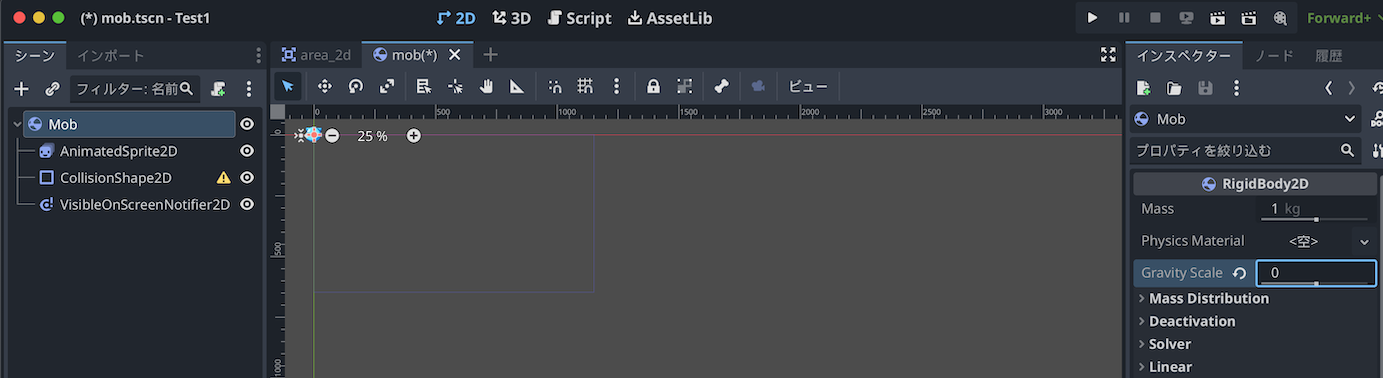 (*) mob.tscn - Test1
2D 3D Script AssetLib
Forward+
シーン インポート
area_2d mob(*)
インスペクター ノード 履歴
フィルター: 名前
ビュー
Mob
AnimatedSprite2D
CollisionShape2D
VisibleOnScreenNotifier2D
0 500 1000 1500 2000 2500 3000
0
500
1000
25 %
Mob
プロパティを絞り込む
RigidBody2D
Mass 1 kg
Physics Material <空>
Gravity Scale 0
Mass Distribution
Deactivation
Solver
Linear